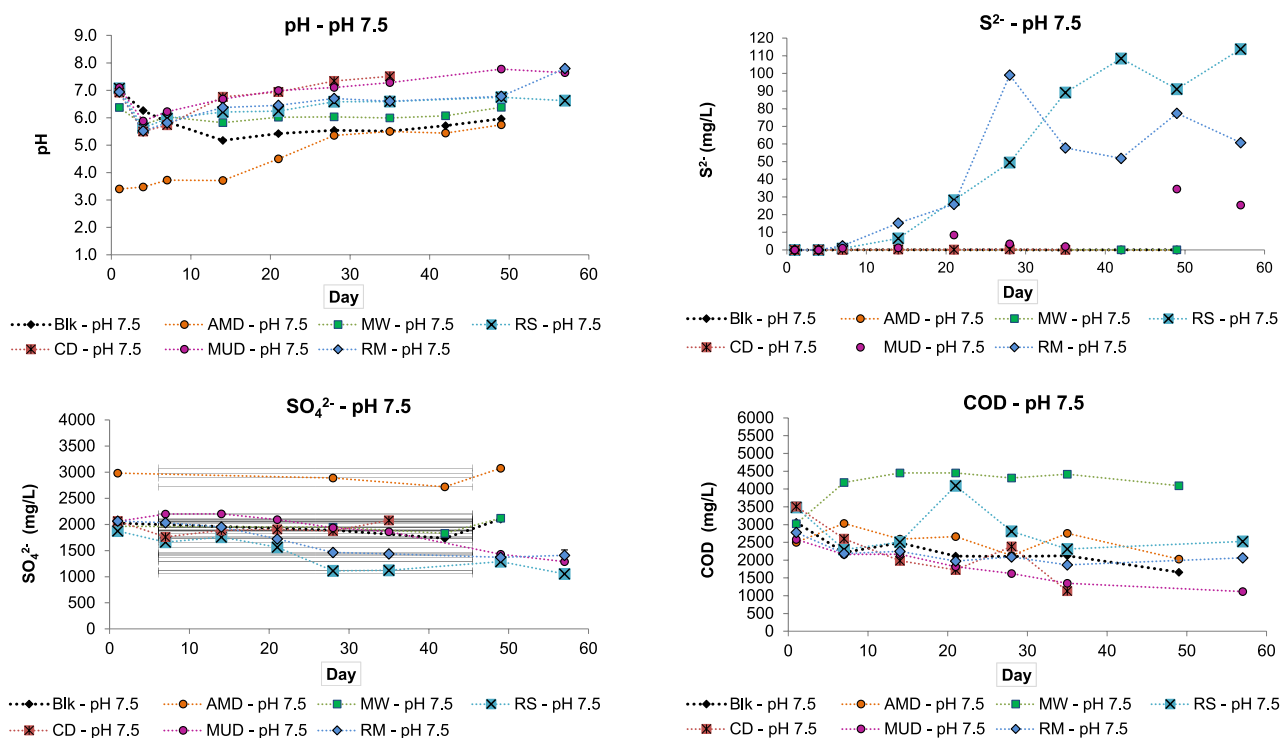 pH - pH 7.5
9.0
8.0
7.0
6.0
5.0
4.0
3.0
2.0
1.0
pH
0 10 20 30 40 50 60
Day
Blk - pH 7.5 AMD - pH 7.5 MW - pH 7.5 RS - pH 7.5
CD - pH 7.5 MUD - pH 7.5 RM - pH 7.5
S²⁻ - pH 7.5
120
110
100
90
80
70
60
50
40
30
20
10
0
S²⁻ (mg/L)
0 10 20 30 40 50 60
Day
Blk - pH 7.5 AMD - pH 7.5 MW - pH 7.5 RS - pH 7.5
CD - pH 7.5 MUD - pH 7.5 RM - pH 7.5
SO₄²⁻ - pH 7.5
4000
3500
3000
2500
2000
1500
1000
500
0
SO₄²⁻ (mg/L)
0 10 20 30 40 50 60
Day
Blk - pH 7.5 AMD - pH 7.5 MW - pH 7.5 RS - pH 7.5
CD - pH 7.5 MUD - pH 7.5 RM - pH 7.5
COD - pH 7.5
6000
5500
5000
4500
4000
3500
3000
2500
2000
1500
1000
500
0
COD (mg/L)
0 10 20 30 40 50 60
Day
Blk - pH 7.5 AMD - pH 7.5 MW - pH 7.5 RS - pH 7.5
CD - pH 7.5 MUD - pH 7.5 RM - pH 7.5